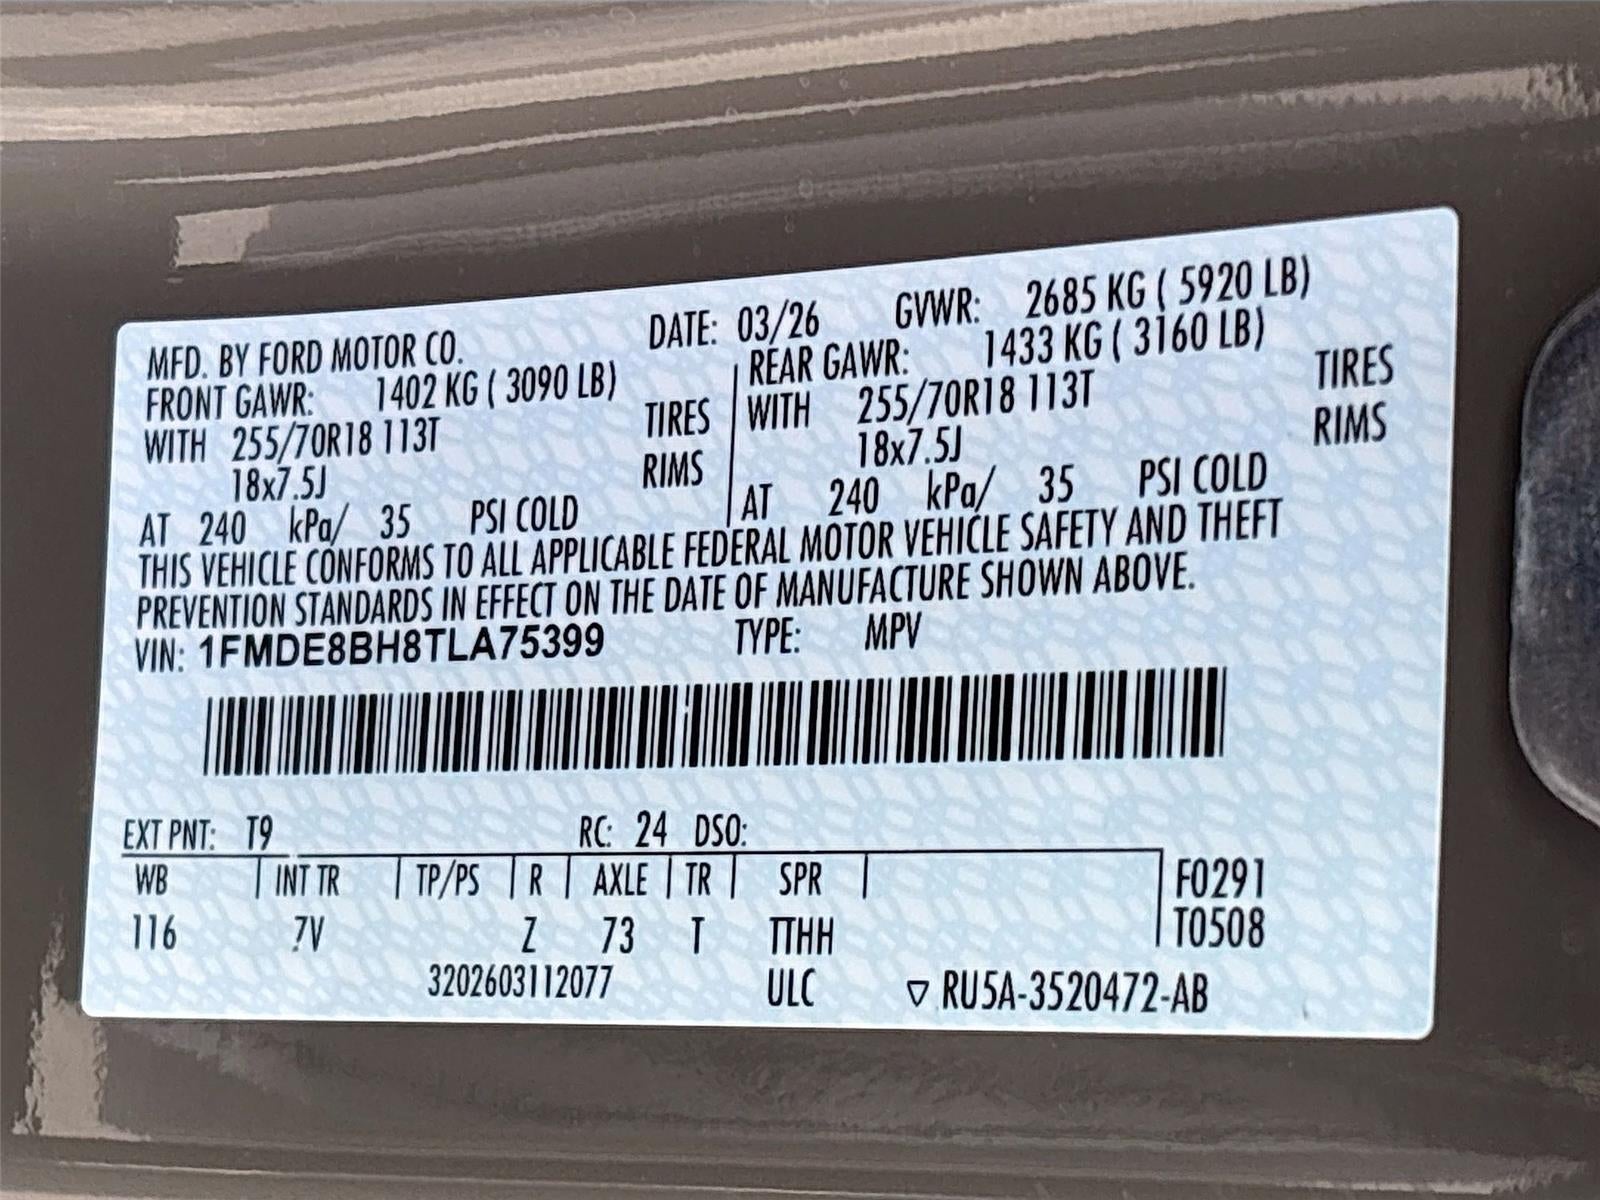 MFD. BY FORD MOTOR CO. DATE: 03/26 GVWR: 2685 KG ( 5920 LB)
FRONT GAWR: 1402 KG ( 3090 LB) REAR GAWR: 1433 KG ( 3160 LB)
WITH 255/70R18 113T TIRES WITH 255/70R18 113T TIRES
18x7.5J RIMS 18x7.5J RIMS
AT 240 kPa/ 35 PSI COLD AT 240 kPa/ 35 PSI COLD
THIS VEHICLE CONFORMS TO ALL APPLICABLE FEDERAL MOTOR VEHICLE SAFETY AND THEFT
PREVENTION STANDARDS IN EFFECT ON THE DATE OF MANUFACTURE SHOWN ABOVE.
VIN: 1FMDE8BH8TLA75399 TYPE: MPV
EXT PNT: T9 RC: 24 DSO:
WB INT TR TP/PS R AXLE TR SPR F0291
116 7V Z 73 T TTHH T0508
3202603112077 ULC ▽ RU5A-3520472-AB